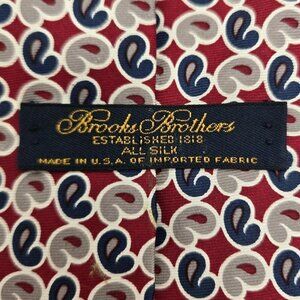 Brooks Brothers
ESTABLISHED 1818
ALL SILK
MADE IN U.S.A. OF IMPORTED FABRIC